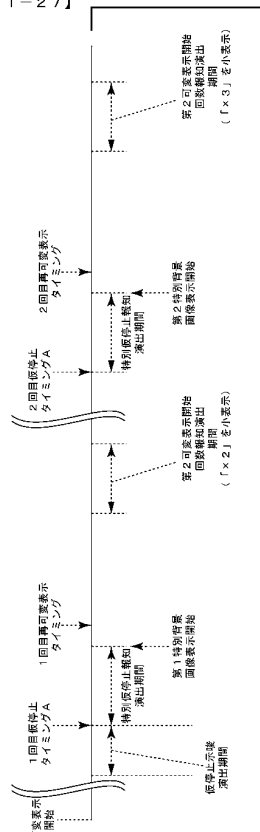 1－27】
変表示
開始
1回目仮停止
タイミングA
1回目再可変表示
タイミング
2回目仮停止
タイミングA
2回目再可変表示
タイミング
仮停止示唆
演出期間
特別仮停止報知
演出期間
第1特別背景
画像表示開始
第2可変表示開始
回数報知演出
期間
(「×2」を小表示)
特別仮停止報知
演出期間
第2特別背景
画像表示開始
第2可変表示開始
回数報知演出
期間
(「×3」を小表示)